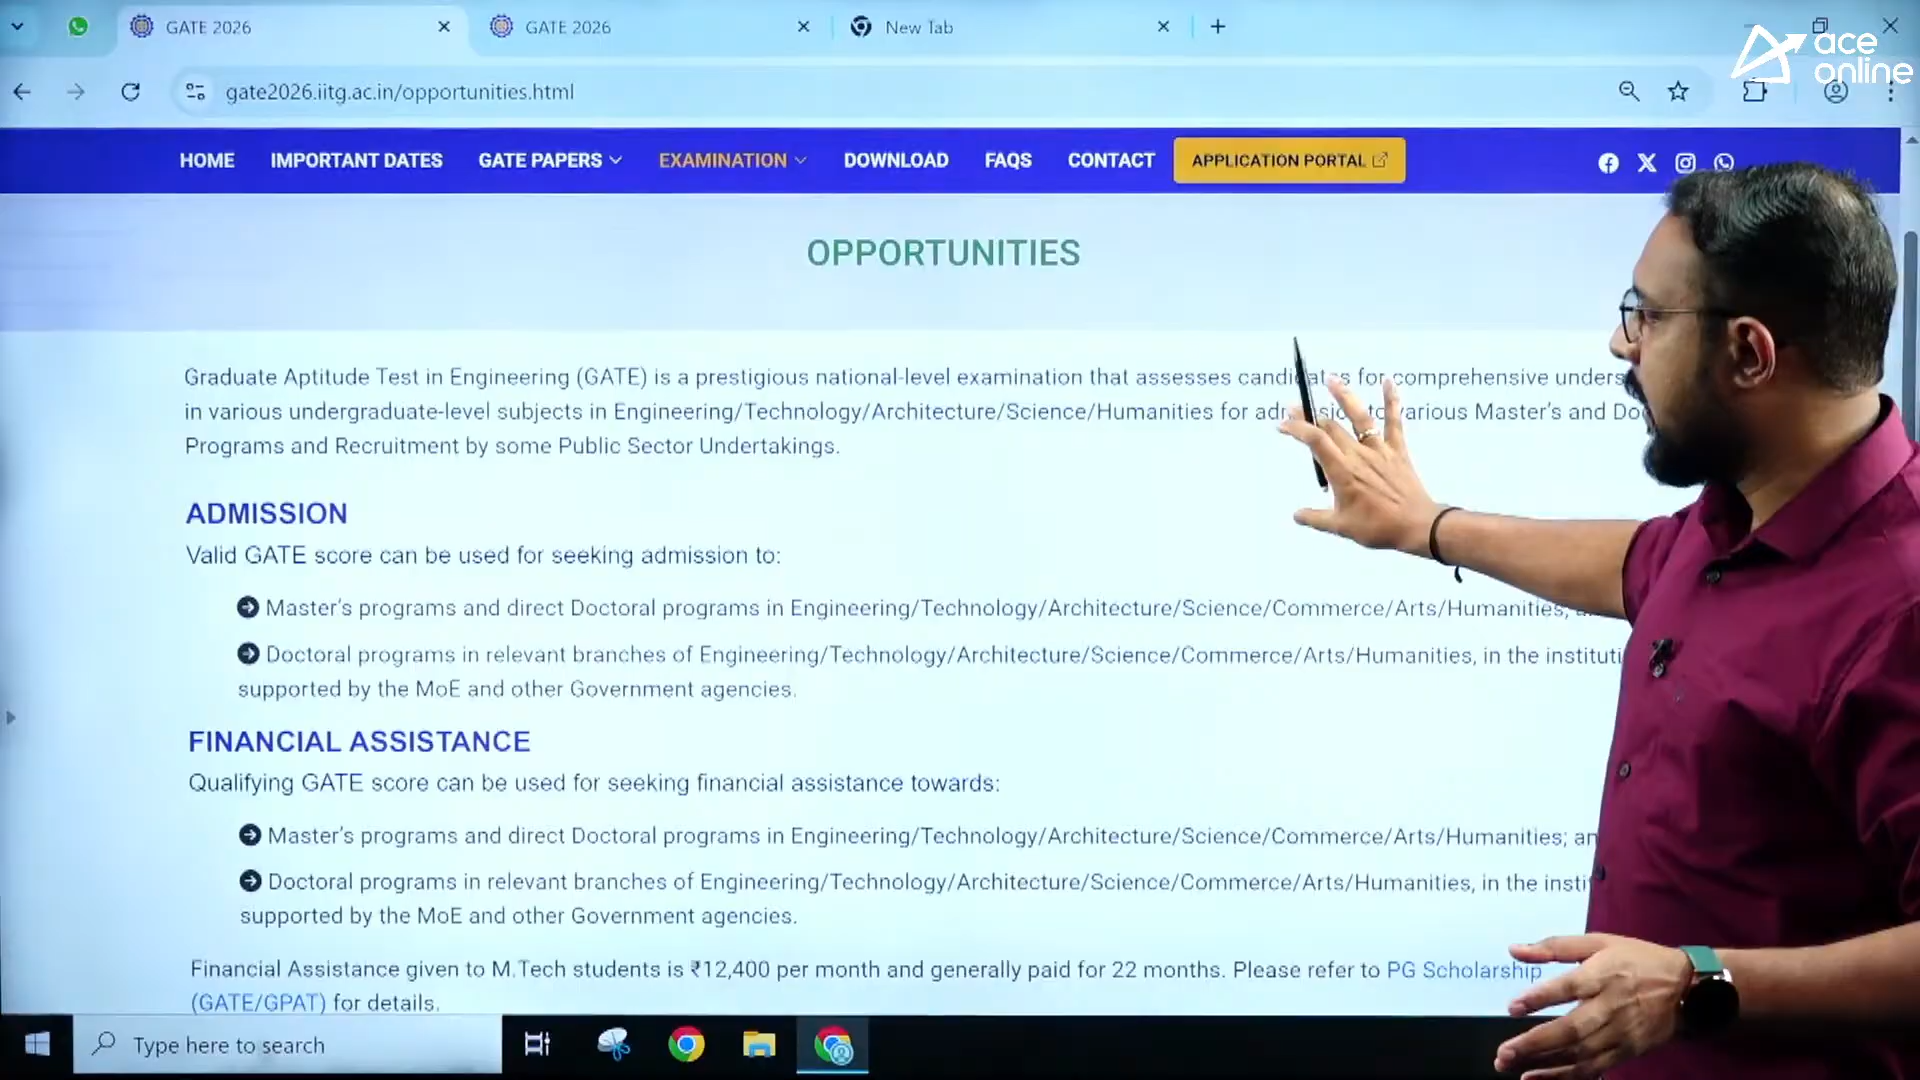 GATE 2026
GATE 2026
New Tab
ace
online
gate2026.iitg.ac.in/opportunities.html
HOME IMPORTANT DATES GATE PAPERS EXAMINATION DOWNLOAD FAQS CONTACT APPLICATION PORTAL
OPPORTUNITIES
Graduate Aptitude Test in Engineering (GATE) is a prestigious national-level examination that assesses candidates for comprehensive
in various undergraduate-level subjects in Engineering/Technology/Architecture/Science/Humanities for admission to various Master's and
Programs and Recruitment by some Public Sector Undertakings.
ADMISSION
Valid GATE score can be used for seeking admission to:
Master's programs and direct Doctoral programs in Engineering/Technology/Architecture/Science/Commerce/Arts/Humanities;
Doctoral programs in relevant branches of Engineering/Technology/Architecture/Science/Commerce/Arts/Humanities, in the
supported by the MoE and other Government agencies.
FINANCIAL ASSISTANCE
Qualifying GATE score can be used for seeking financial assistance towards:
Master's programs and direct Doctoral programs in Engineering/Technology/Architecture/Science/Commerce/Arts/Humanities;
Doctoral programs in relevant branches of Engineering/Technology/Architecture/Science/Commerce/Arts/Humanities, in the
supported by the MoE and other Government agencies.
Financial Assistance given to M.Tech students is ₹12,400 per month and generally paid for 22 months. Please refer to PG Scholarship
(GATE/GPAT) for details.
Type here to search